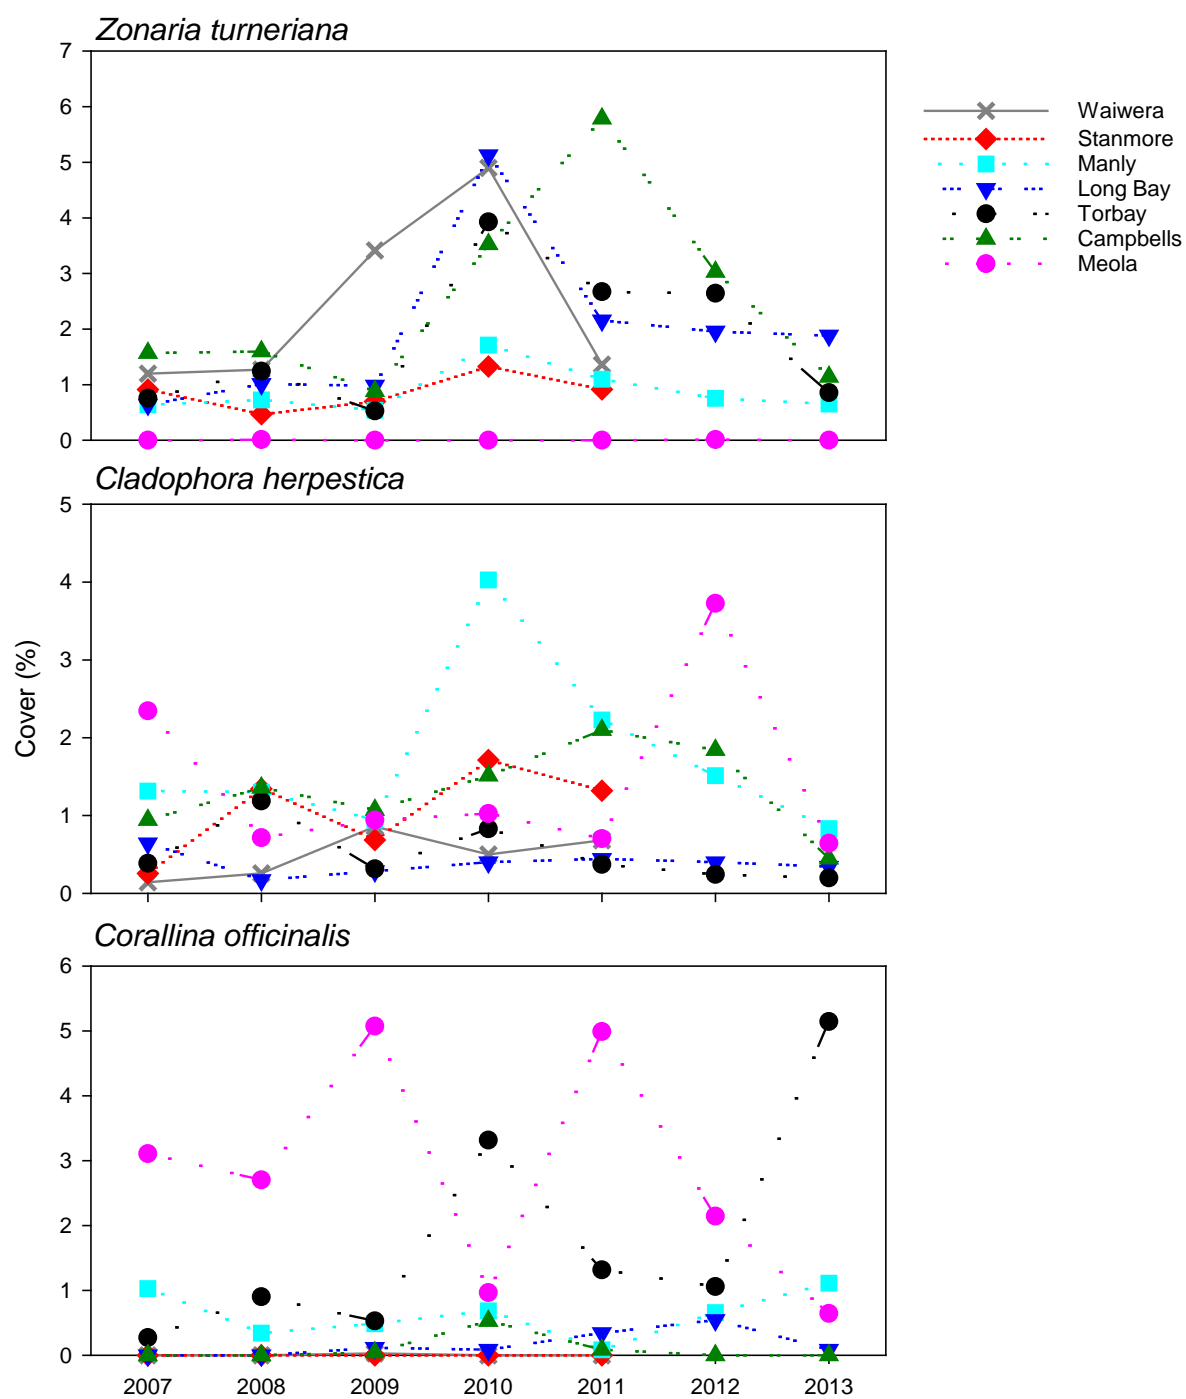 Zonaria turneriana
7
6
5
4
3
2
1
0
Waiwera
Stanmore
Manly
Long Bay
Torbay
Campbells
Meola
Cladophora herpestica
5
4
3
2
1
0
Cover (%)
Corallina officinalis
6
5
4
3
2
1
0
2007 2008 2009 2010 2011 2012 2013